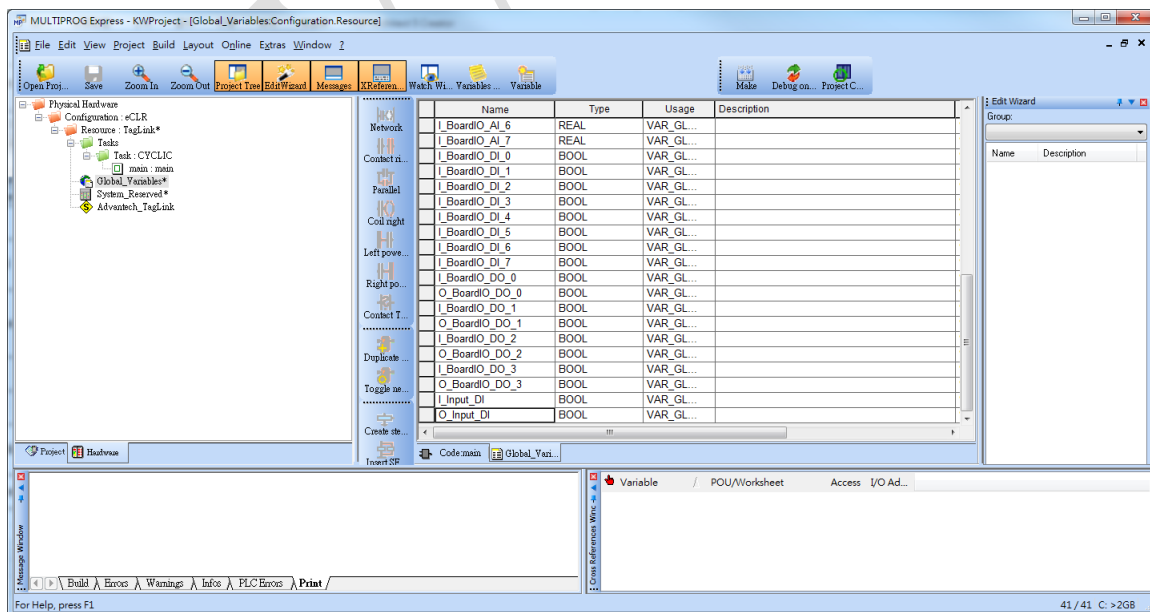 MULTIPROG Express - KWProject - [Global_Variables:Configuration.Resource]
File Edit View Project Build Layout Online Extras Window ?
Open Proj... Save Zoom In Zoom Out Project Tree EditWizard Messages XReferen... Watch Wi... Variables ... Variable Make Debug on... Project C...
Physical Hardware
Configuration : eCLR
Resource : TagLink*
Tasks
Task : CYCLIC
main : main
Global_Variables*
System_Reserved*
Advantech_TagLink
Project Hardware
Network
Contact ri...
Parallel
Coil right
Left powe...
Right po...
Contact T...
Duplicate ...
Toggle ne...
Create ste...
Insert SF
Name Type Usage Description
I_BoardIO_AI_6 REAL VAR_GL...
I_BoardIO_AI_7 REAL VAR_GL...
I_BoardIO_DI_0 BOOL VAR_GL...
I_BoardIO_DI_1 BOOL VAR_GL...
I_BoardIO_DI_2 BOOL VAR_GL...
I_BoardIO_DI_3 BOOL VAR_GL...
I_BoardIO_DI_4 BOOL VAR_GL...
I_BoardIO_DI_5 BOOL VAR_GL...
I_BoardIO_DI_6 BOOL VAR_GL...
I_BoardIO_DI_7 BOOL VAR_GL...
I_BoardIO_DO_0 BOOL VAR_GL...
O_BoardIO_DO_0 BOOL VAR_GL...
I_BoardIO_DO_1 BOOL VAR_GL...
O_BoardIO_DO_1 BOOL VAR_GL...
I_BoardIO_DO_2 BOOL VAR_GL...
O_BoardIO_DO_2 BOOL VAR_GL...
I_BoardIO_DO_3 BOOL VAR_GL...
O_BoardIO_DO_3 BOOL VAR_GL...
I_Input_DI BOOL VAR_GL...
O_Input_DI BOOL VAR_GL...
Code:main Global_Vari...
Edit Wizard
Group:
Name Description
Message Window
Build Errors Warnings Infos PLC Errors Print
Cross References Winc
Variable / POU/Worksheet Access I/O Ad...
For Help, press F1
41 / 41 C: >2GB